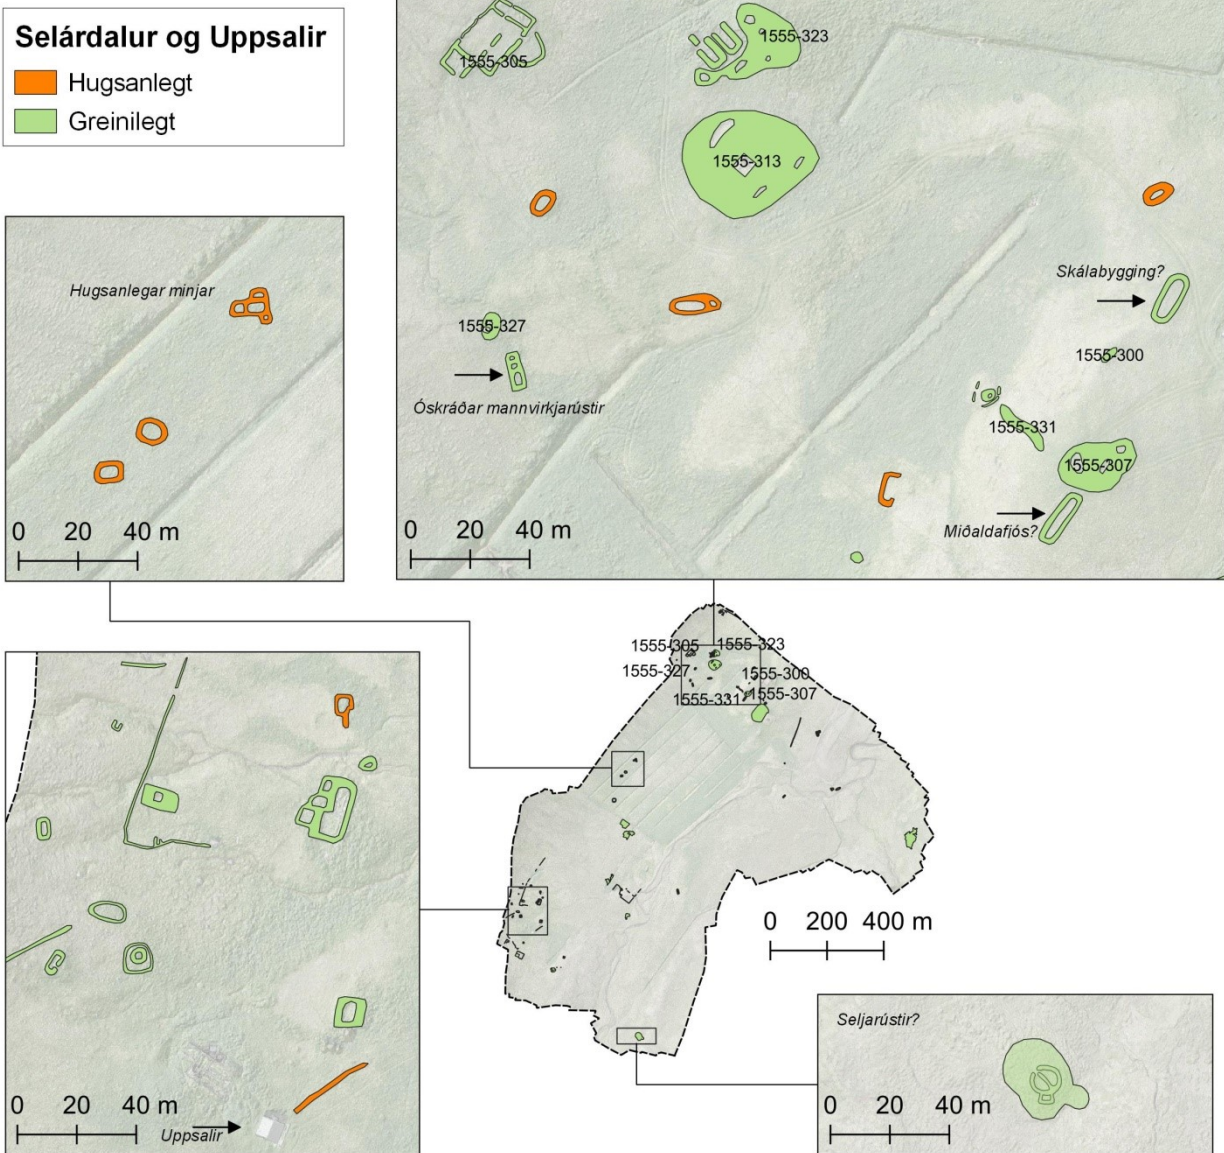 Selárdalur og Uppsalir
Hugsanlegt
Greinilegt
1555-305
1555-323
1555-313
Skálabygging?
1555-327
1555-300
Óskráðar mannvirkjarústir
1555-331
1555-307
Miðaldafjós?
0 20 40 m
Hugsanlegar minjar
0 20 40 m
1555-305
1555-323
1555-327
1555-300
1555-331
1555-307
0 200 400 m
0 20 40 m
Uppsalir
Seljarústir?
0 20 40 m